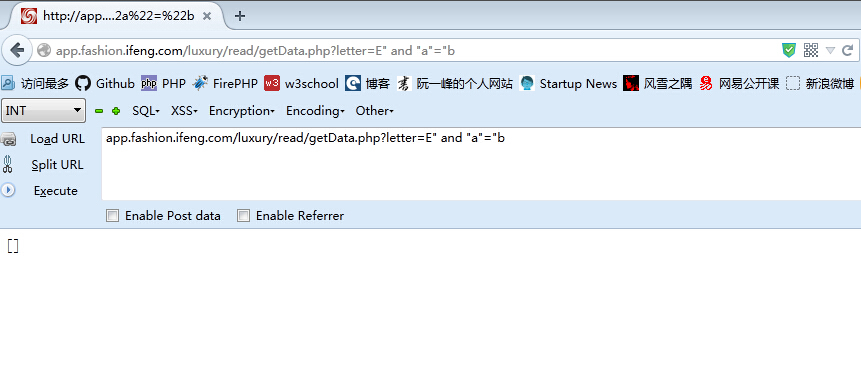 http://app....2a%22=%22b
app.fashion.ifeng.com/luxury/read/getData.php?letter=E" and "a"="b
访问最多 Github php PHP FirePHP w3 w3school 博客 阮一峰的个人网站 Startup News 风雪之隅 网易公开课 新浪微博
INT SQL XSS Encryption Encoding Other
Load URL app.fashion.ifeng.com/luxury/read/getData.php?letter=E" and "a"="b
Split URL
Execute
Enable Post data Enable Referrer
[]